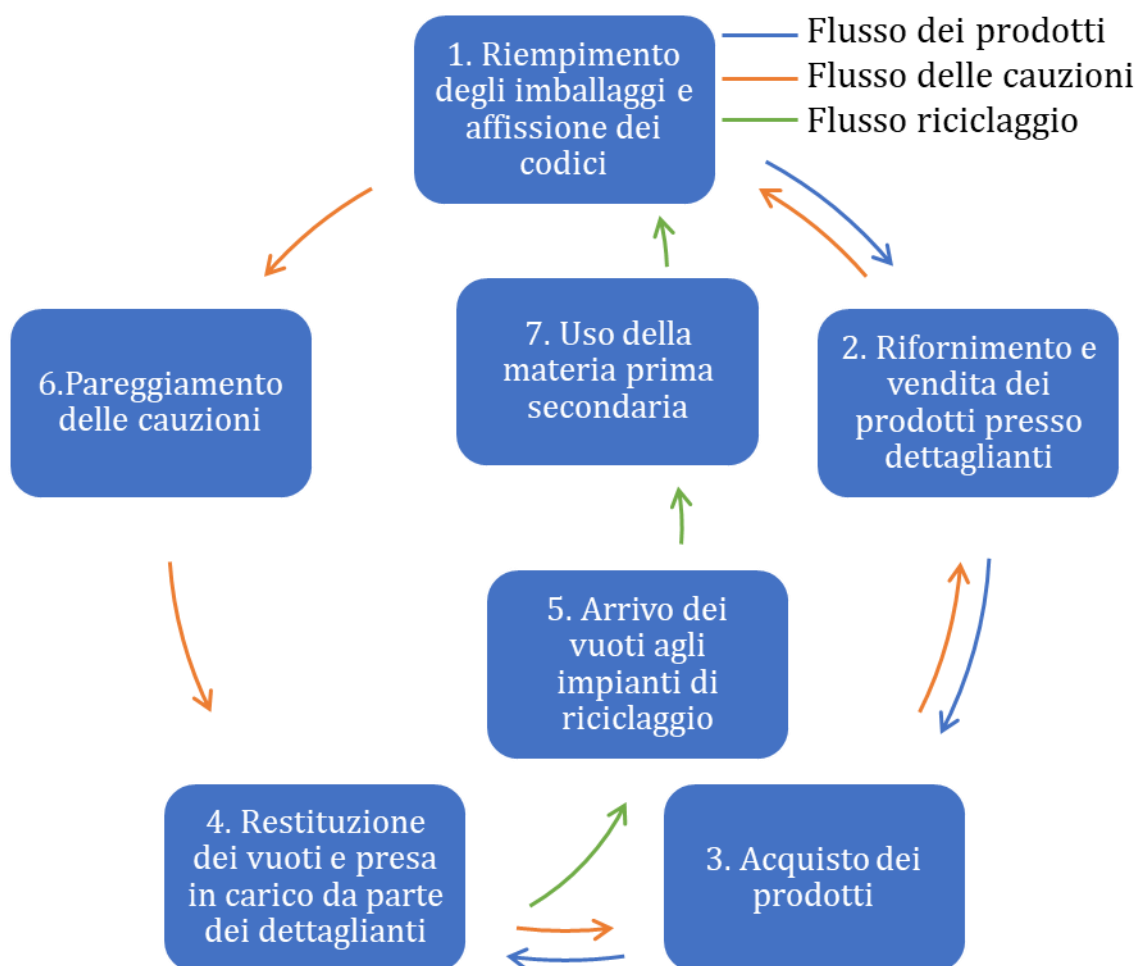 1. Riempimento
degli imballaggi e
affissione dei
codici
Flusso dei prodotti
Flusso delle cauzioni
Flusso riciclaggio
6.Pareggiamento
delle cauzioni
7. Uso della
materia prima
secondaria
2. Rifornimento e
vendita dei
prodotti presso
dettaglianti
5. Arrivo dei
vuoti agli
impianti di
riciclaggio
4. Restituzione
dei vuoti e presa
in carico da parte
dei dettaglianti
3. Acquisto dei
prodotti